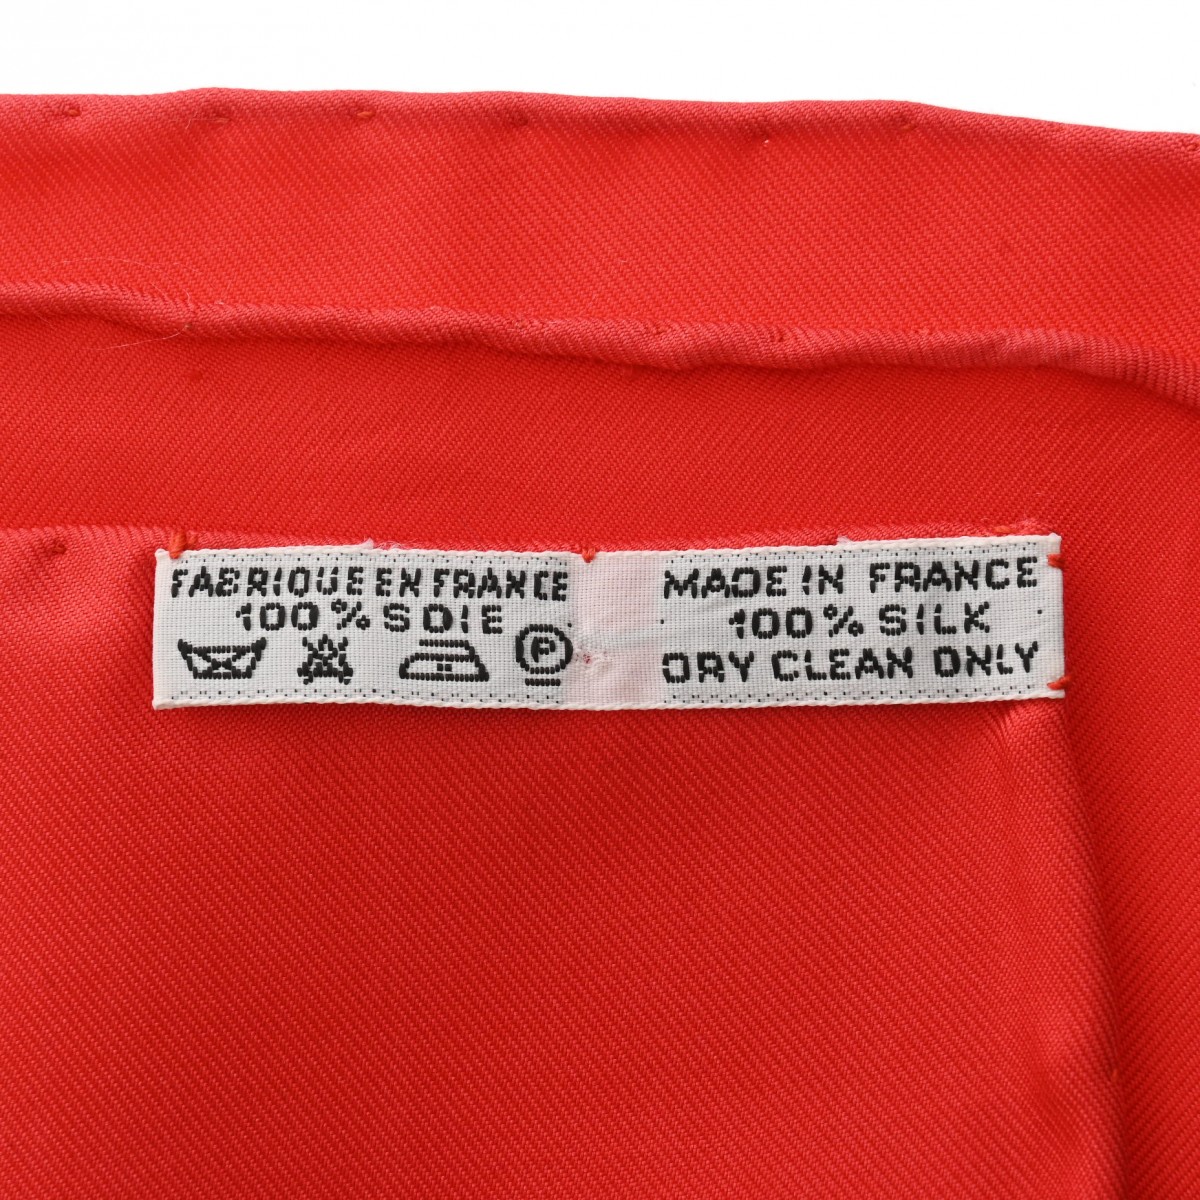 FABRIQUE EN FRANCE
100% SOIE
P
MADE IN FRANCE
100% SILK
DRY CLEAN ONLY